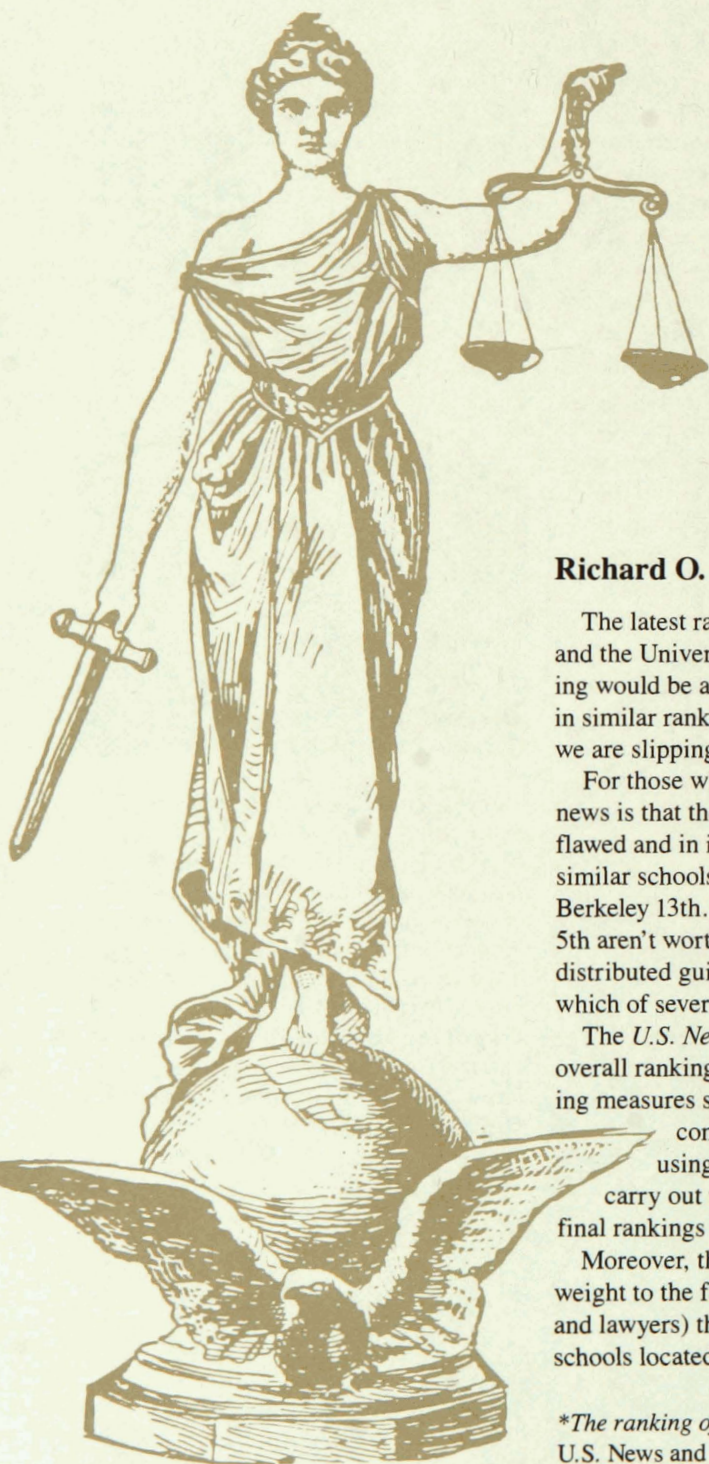 Richard O.
The latest ra
and the Univer
ing would be a
in similar rank
we are slipping
For those w
news is that th
flawed and in i
similar schools
Berkeley 13th.
5th aren't wort
distributed gui
which of sever
The U.S. Ne
overall ranking
ing measures s
con
using
carry out
final rankings
Moreover, th
weight to the f
and lawyers) th
schools located
*The ranking o
U.S. News and